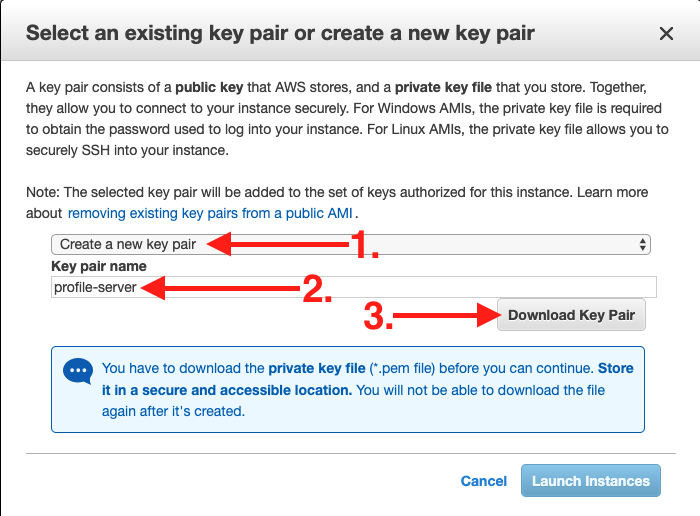 Select an existing key pair or create a new key pair
A key pair consists of a public key that AWS stores, and a private key file that you store. Together,
they allow you to connect to your instance securely. For Windows AMIs, the private key file is required
to obtain the password used to log into your instance. For Linux AMIs, the private key file allows you to
securely SSH into your instance.
Note: The selected key pair will be added to the set of keys authorized for this instance. Learn more
about removing existing key pairs from a public AMI.
Create a new key pair 1.
Key pair name
profile-server 2.
3. Download Key Pair
You have to download the private key file (*.pem file) before you can continue. Store
it in a secure and accessible location. You will not be able to download the file
again after it's created.
Cancel Launch Instances